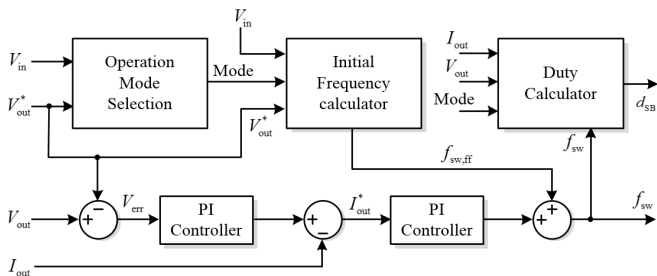 V_in
V*_out
Operation
Mode
Selection
Mode
V_in
V*_out
Initial
Frequency
calculator
I_out
V_out
Mode
Duty
Calculator
d_SB
f_sw
f_sw,ff
V_out
+
−
V_err
PI
Controller
+
−
I*_out
PI
Controller
+
+
f_sw
I_out